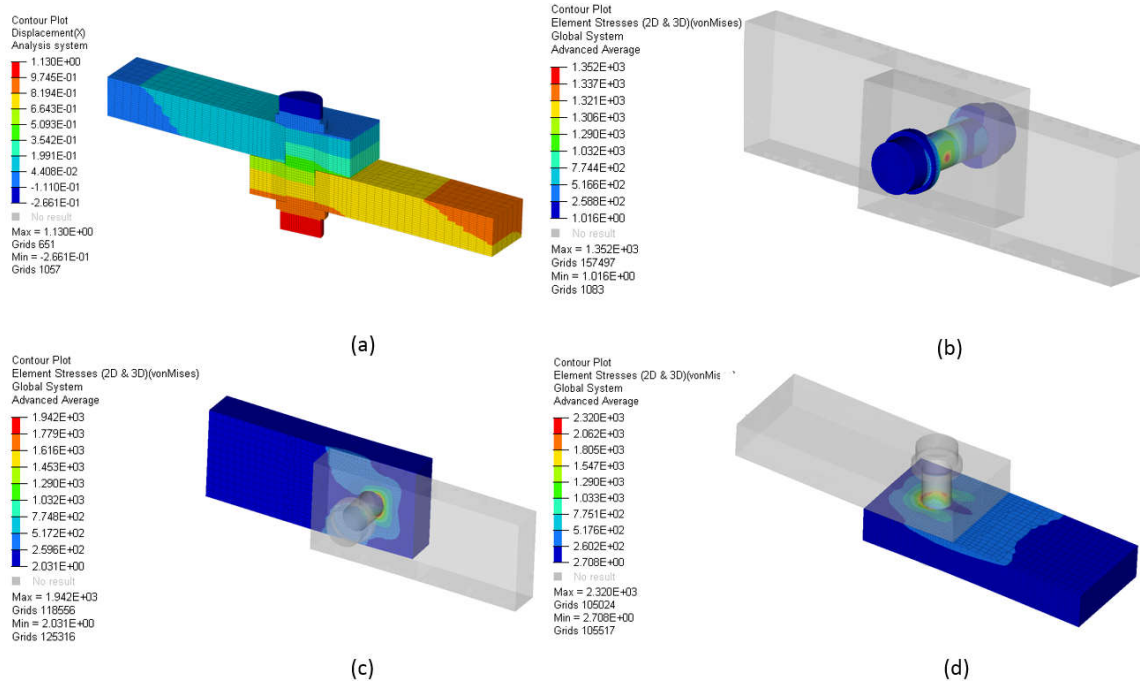 Contour Plot
Displacement(X)
Analysis system
1.130E+00
9.745E-01
8.194E-01
6.643E-01
5.093E-01
3.542E-01
1.991E-01
4.408E-02
-1.110E-01
-2.661E-01
No result
Max = 1.130E+00
Grids 651
Min = -2.661E-01
Grids 1057
(a)
Contour Plot
Element Stresses (2D & 3D)(vonMises)
Global System
Advanced Average
1.352E+03
1.337E+03
1.321E+03
1.306E+03
1.290E+03
1.032E+03
7.744E+02
5.166E+02
2.588E+02
1.016E+00
No result
Max = 1.352E+03
Grids 157497
Min = 1.016E+00
Grids 1083
(b)
Contour Plot
Element Stresses (2D & 3D)(vonMises)
Global System
Advanced Average
1.942E+03
1.779E+03
1.616E+03
1.453E+03
1.290E+03
1.032E+03
7.748E+02
5.172E+02
2.596E+02
2.031E+00
No result
Max = 1.942E+03
Grids 118556
Min = 2.031E+00
Grids 125316
(c)
Contour Plot
Element Stresses (2D & 3D)(vonMis
Global System
Advanced Average
2.320E+03
2.062E+03
1.805E+03
1.547E+03
1.290E+03
1.033E+03
7.751E+02
5.176E+02
2.602E+02
2.708E+00
No result
Max = 2.320E+03
Grids 105024
Min = 2.708E+00
Grids 105517
(d)